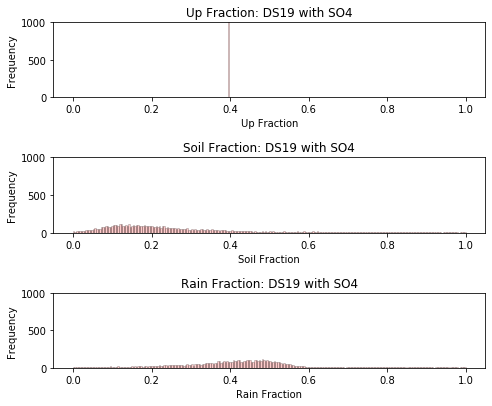 Up Fraction: DS19 with SO4
1000
500
0
Frequency
0.0 0.2 0.4 0.6 0.8 1.0
Up Fraction
Soil Fraction: DS19 with SO4
1000
500
0
Frequency
0.0 0.2 0.4 0.6 0.8 1.0
Soil Fraction
Rain Fraction: DS19 with SO4
1000
500
0
Frequency
0.0 0.2 0.4 0.6 0.8 1.0
Rain Fraction